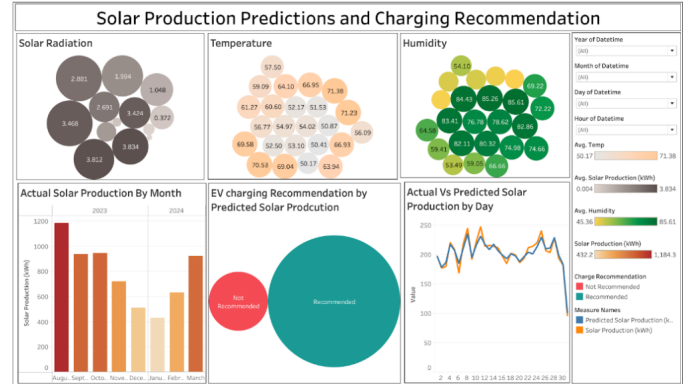 Solar Production Predictions and Charging Recommendation
Solar Radiation
2.881
1.994
1.048
2.691
3.424
0.372
3.468
3.834
3.812
Temperature
57.50
59.09
64.10
66.95
71.38
61.27
60.60
52.17
51.53
71.23
56.77
54.97
54.02
50.87
56.09
69.58
52.50
53.10
50.41
66.93
70.53
69.04
50.17
63.94
Humidity
54.10
69.22
84.43
85.26
85.61
72.22
83.41
76.78
78.62
82.86
64.58
82.11
80.32
74.98
74.66
59.41
53.49
59.05
66.66
Year of Datetime
(All)
Month of Datetime
(All)
Day of Datetime
(All)
Hour of Datetime
(All)
Avg. Temp
50.17
71.38
Avg. Solar Production (kWh)
0.004
3.834
Avg. Humidity
45.36
85.61
Solar Production (kWh)
432.2
1,184.3
Charge Recommendation
Not Recommended
Recommended
Measure Names
Predicted Solar Production (k..
Solar Production (kWh)
Actual Solar Production By Month
2023
2024
Solar Production (kWh)
1200
1000
800
600
400
200
0
Augu..
Sept..
Octo..
Nove..
Dece..
Janu..
Febr..
March
EV charging Recommendation by
Predicted Solar Prodcution
Not
Recommended
Recommended
Actual Vs Predicted Solar
Production by Day
Value
250
200
150
100
50
0
2 4 6 8 10 12 14 16 18 20 22 24 26 28 30